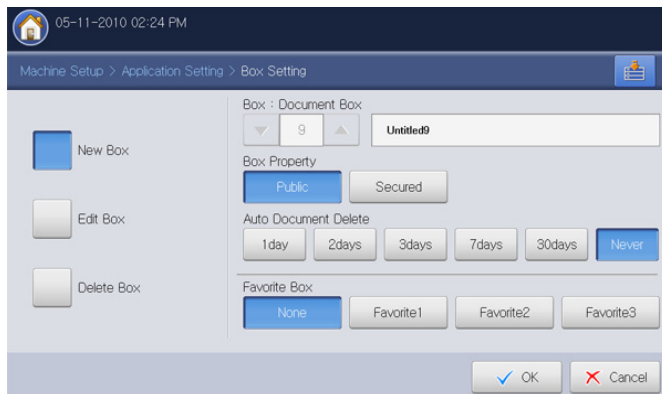 05-11-2010 02:24 PM
Machine Setup > Application Setting > Box Setting
New Box
Edit Box
Delete Box
Box : Document Box
9 Untitled9
Box Property
Public Secured
Auto Document Delete
1day 2days 3days 7days 30days Never
Favorite Box
None Favorite1 Favorite2 Favorite3
OK Cancel